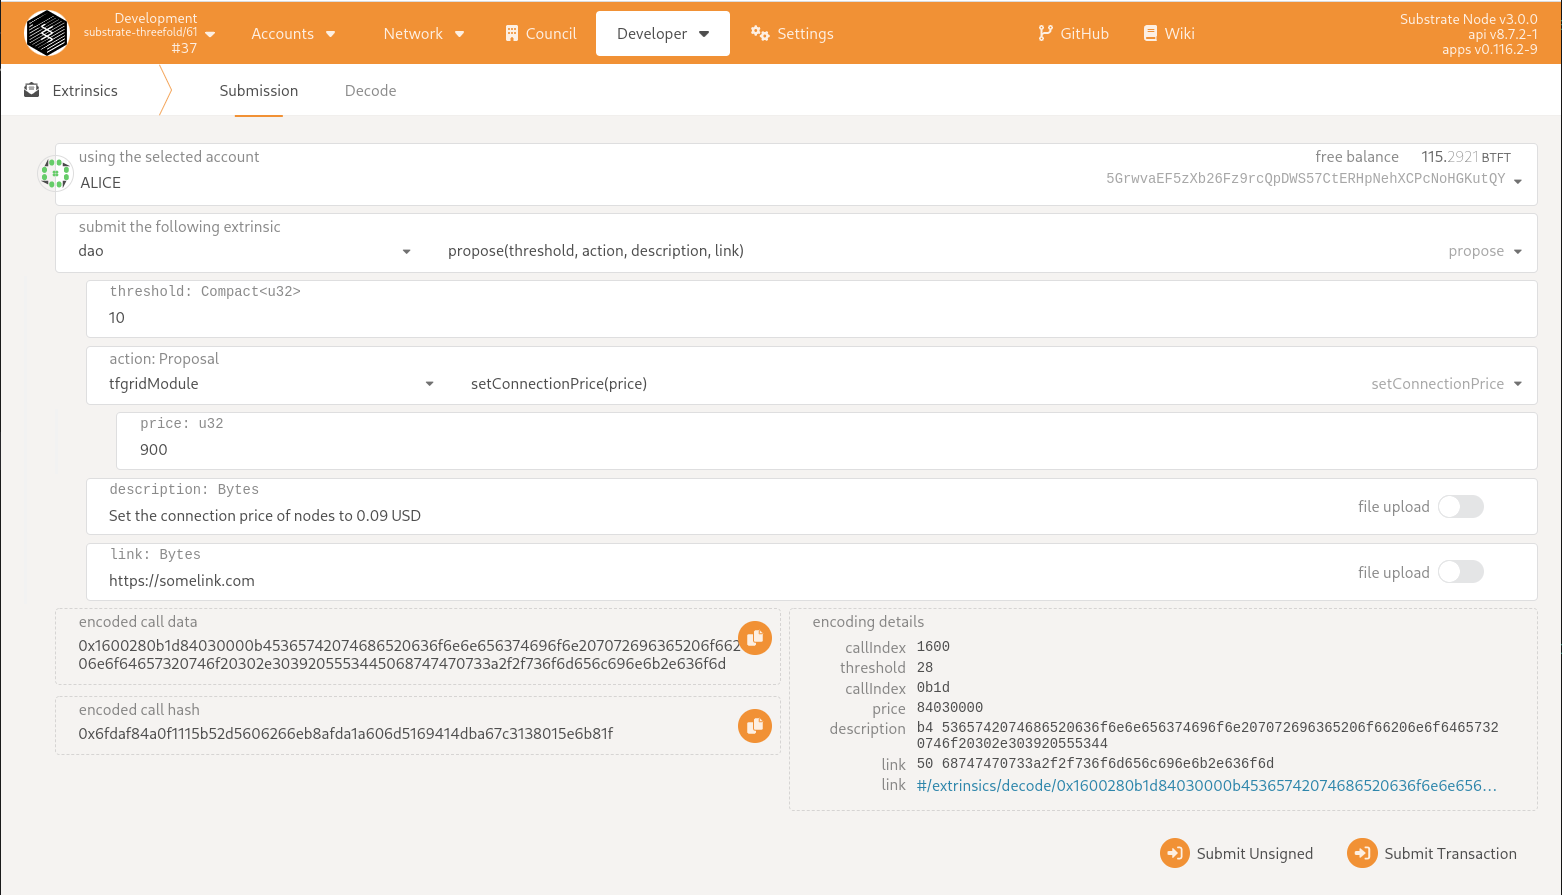 Development
substrate-threefold/61
#37
Accounts
Network
Council
Developer
Settings
GitHub
Wiki
Substrate Node v3.0.0
api v8.7.2-1
apps v0.116.2-9
Extrinsics
Submission
Decode
using the selected account
ALICE
free balance 115.2921 BTFT
5GrwvaEF5zXb26Fz9rcQpDWS57CtERHpNehXCPcNoHGKutQY
submit the following extrinsic
dao
propose(threshold, action, description, link)
propose
threshold: Compact<u32>
10
action: Proposal
tfgridModule
setConnectionPrice(price)
setConnectionPrice
price: u32
900
description: Bytes
Set the connection price of nodes to 0.09 USD
file upload
link: Bytes
https://somelink.com
file upload
encoded call data
0x1600280b1d84030000b45365742074686520636f6e6e656374696f6e207072696365206f662
06e6f64657320746f20302e30392055534450 68747470733a2f2f736f6d656c696e6b2e636f6d
encoded call hash
0x6fdaf84a0f1115b52d5606266eb8afda1a606d5169414dba67c3138015e6b81f
encoding details
callIndex 1600
threshold 28
callIndex 0b1d
price 84030000
description b4 5365742074686520636f6e6e656374696f6e207072696365206f66206e6f6465732
0746f20302e303920555344
link 50 68747470733a2f2f736f6d656c696e6b2e636f6d
link #/extrinsics/decode/0x1600280b1d84030000b45365742074686520636f6e6e656...
Submit Unsigned
Submit Transaction